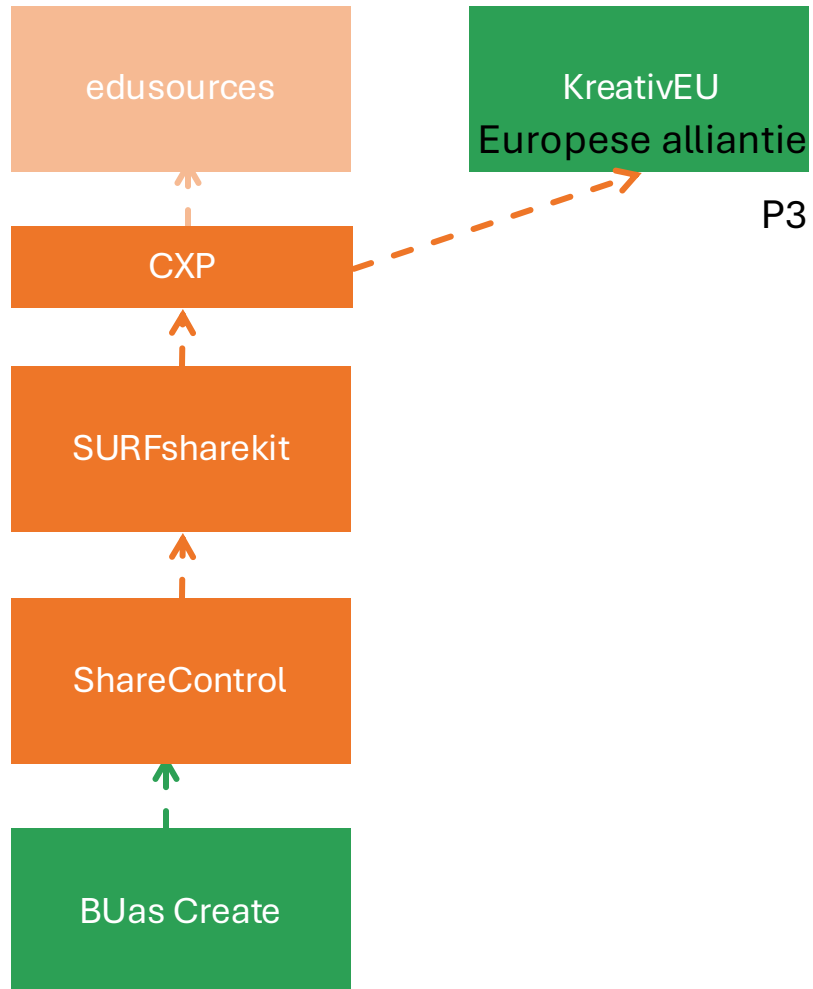 edusources
KreativEU
Europese alliantie
P3
CXP
SURFsharekit
ShareControl
BUas Create